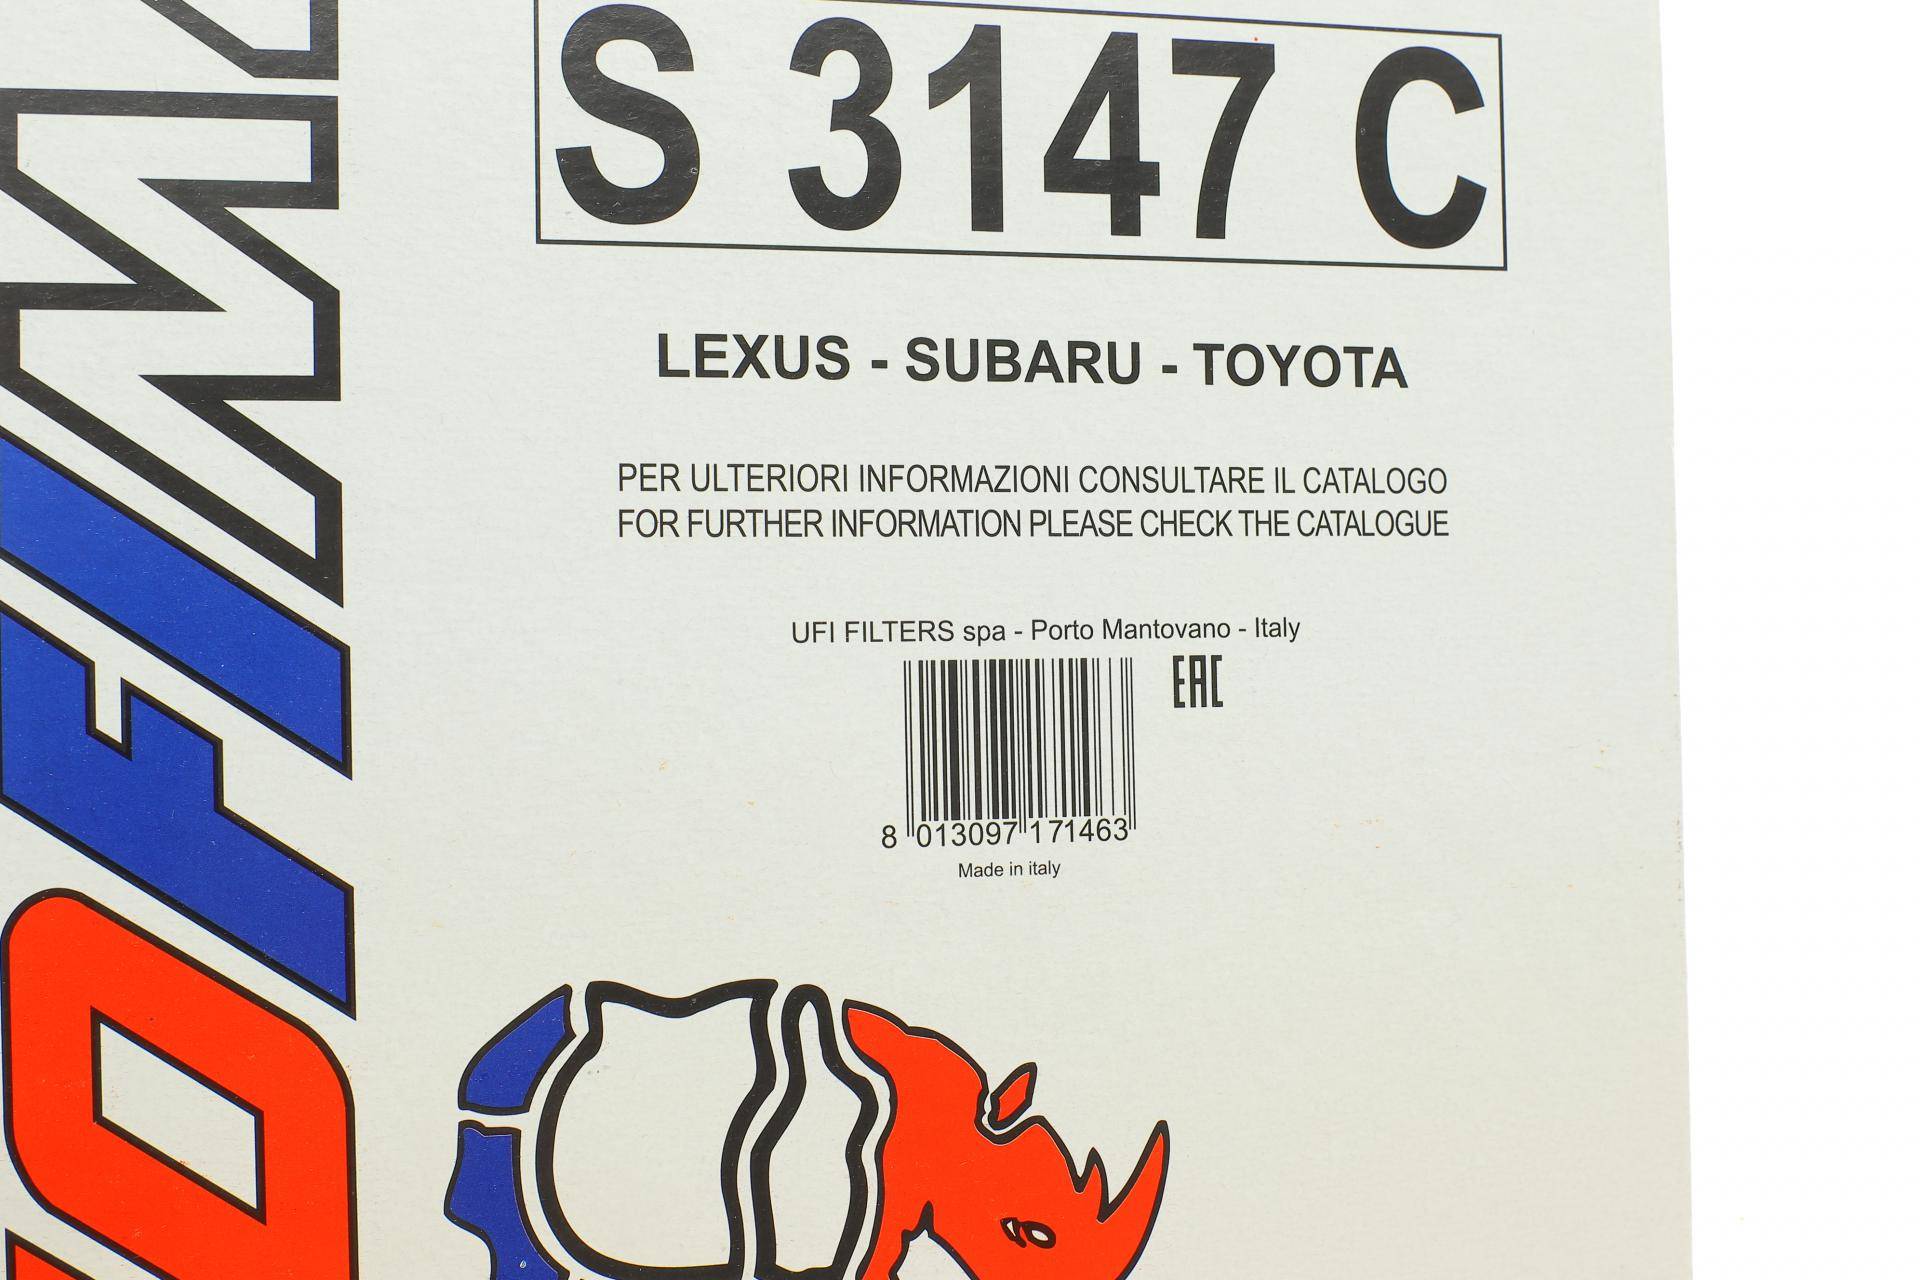 S 3147 C
LEXUS - SUBARU - TOYOTA
PER ULTERIORI INFORMAZIONI CONSULTARE IL CATALOGO
FOR FURTHER INFORMATION PLEASE CHECK THE CATALOGUE
UFI FILTERS spa - Porto Mantovano - Italy
EAC
8 013097 171463
Made in italy
OFIM